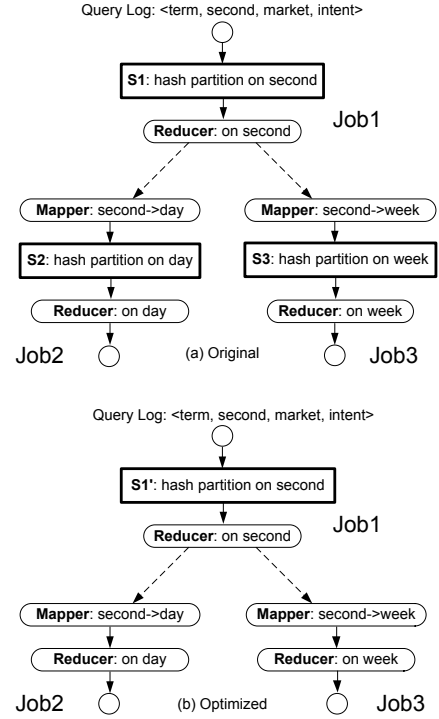 Query Log: <term, second, market, intent>
S1: hash partition on second
Reducer: on second
Job1
Mapper: second->day
Mapper: second->week
S2: hash partition on day
S3: hash partition on week
Reducer: on day
Reducer: on week
Job2
(a) Original
Job3
Query Log: <term, second, market, intent>
S1': hash partition on second
Reducer: on second
Job1
Mapper: second->day
Mapper: second->week
Reducer: on day
Reducer: on week
Job2
(b) Optimized
Job3